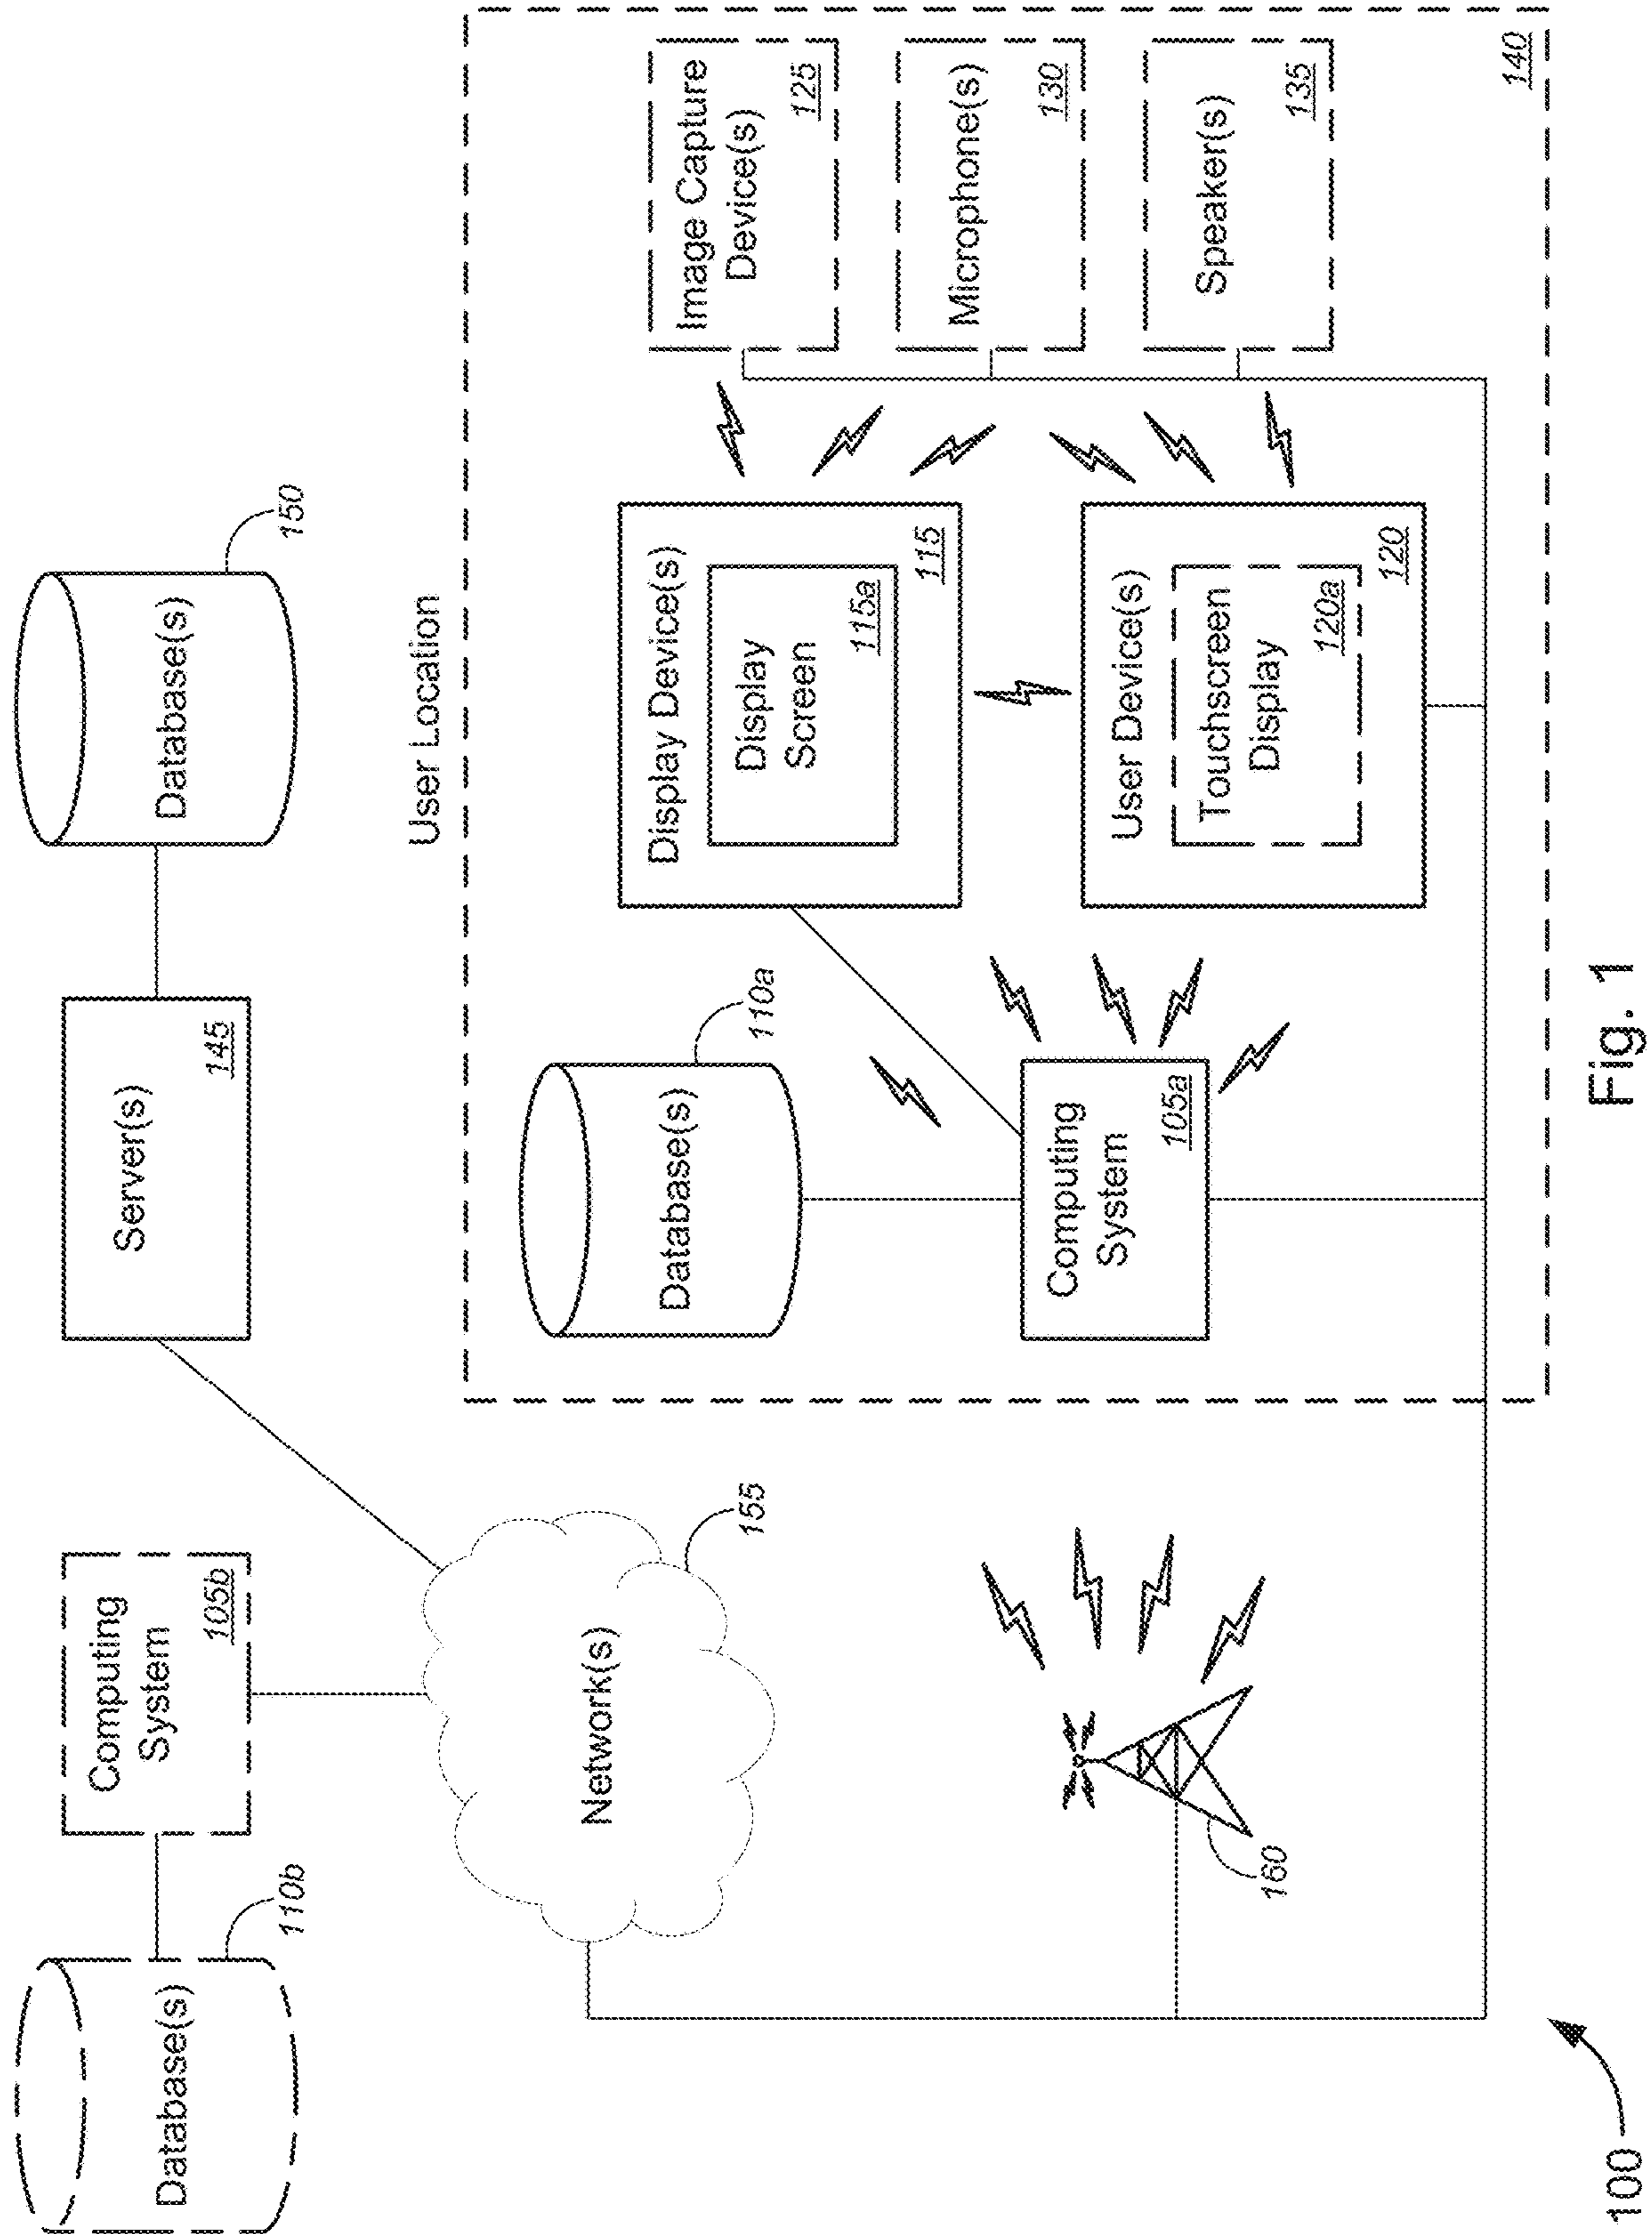 Database(s)
110b
Computing
System
105b
Server(s)
145
Database(s)
150
Network(s)
155
160
User Location
Database(s)
110a
Computing
System
105a
Display Device(s)
Display
Screen
115a
115
User Device(s)
Touchscreen
Display
120a
120
Image Capture
Device(s)
125
Microphone(s)
130
Speaker(s)
135
140
100
Fig. 1